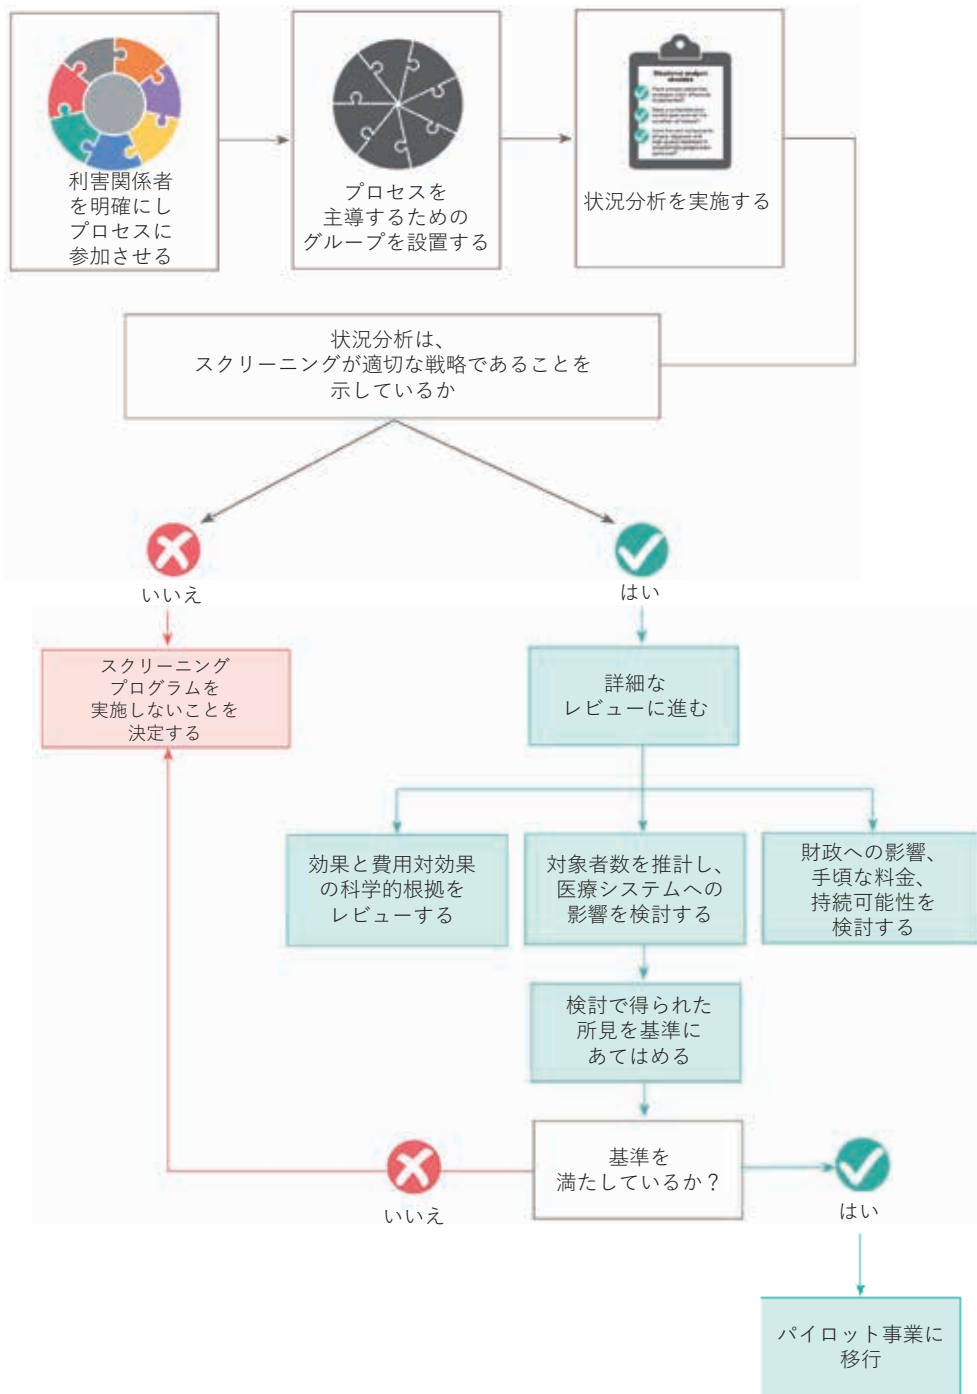 利害関係者
を明確にし
プロセスに
参加させる
プロセスを
主導するための
グループを設置する
状況分析を実施する
状況分析は、
スクリーニングが適切な戦略であることを
示しているか
いいえ
はい
スクリーニング
プログラムを
実施しないことを
決定する
詳細な
レビューに進む
効果と費用対効果
の科学的根拠を
レビューする
対象者数を推計し、
医療システムへの
影響を検討する
財政への影響、
手頃な料金、
持続可能性を
検討する
検討で得られた
所見を基準に
あてはめる
基準を
満たしているか？
いいえ
はい
パイロット事業に
移行